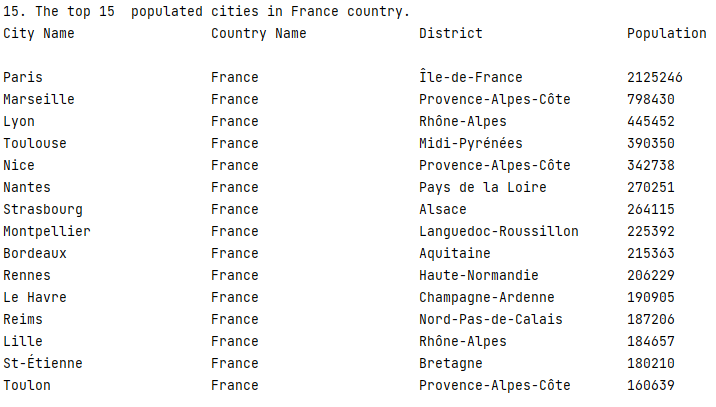 15. The top 15  populated cities in France country.
City Name                 Country Name              District                  Population
Paris                     France                    Île-de-France             2125246
Marseille                 France                    Provence-Alpes-Côte       798430
Lyon                      France                    Rhône-Alpes               445452
Toulouse                  France                    Midi-Pyrénées             390350
Nice                      France                    Provence-Alpes-Côte       342738
Nantes                    France                    Pays de la Loire          270251
Strasbourg                France                    Alsace                    264115
Montpellier               France                    Languedoc-Roussillon      225392
Bordeaux                  France                    Aquitaine                 215363
Rennes                    France                    Haute-Normandie           206229
Le Havre                  France                    Champagne-Ardenne         190905
Reims                     France                    Nord-Pas-de-Calais        187206
Lille                     France                    Rhône-Alpes               184657
St-Étienne                France                    Bretagne                  180210
Toulon                    France                    Provence-Alpes-Côte       160639